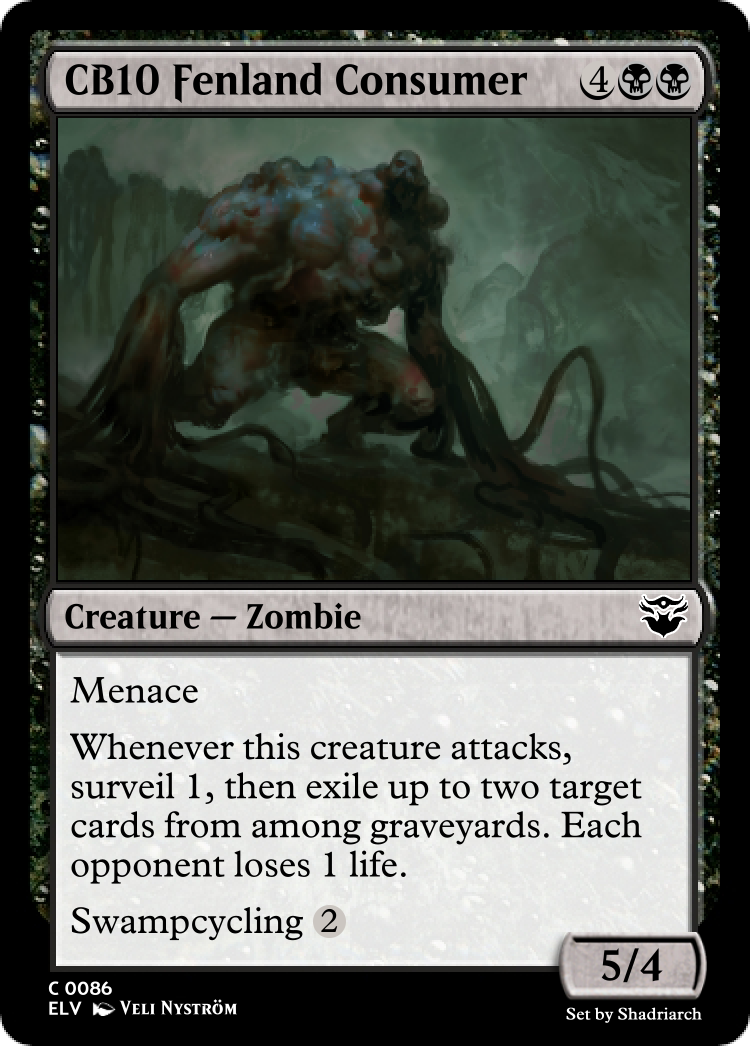 CB10 Fenland Consumer 4
Creature — Zombie
Menace
Whenever this creature attacks,
surveil 1, then exile up to two target
cards from among graveyards. Each
opponent loses 1 life.
Swampcycling 2
5/4
C 0086
ELV VELI NYSTRÖM
Set by Shadriarch